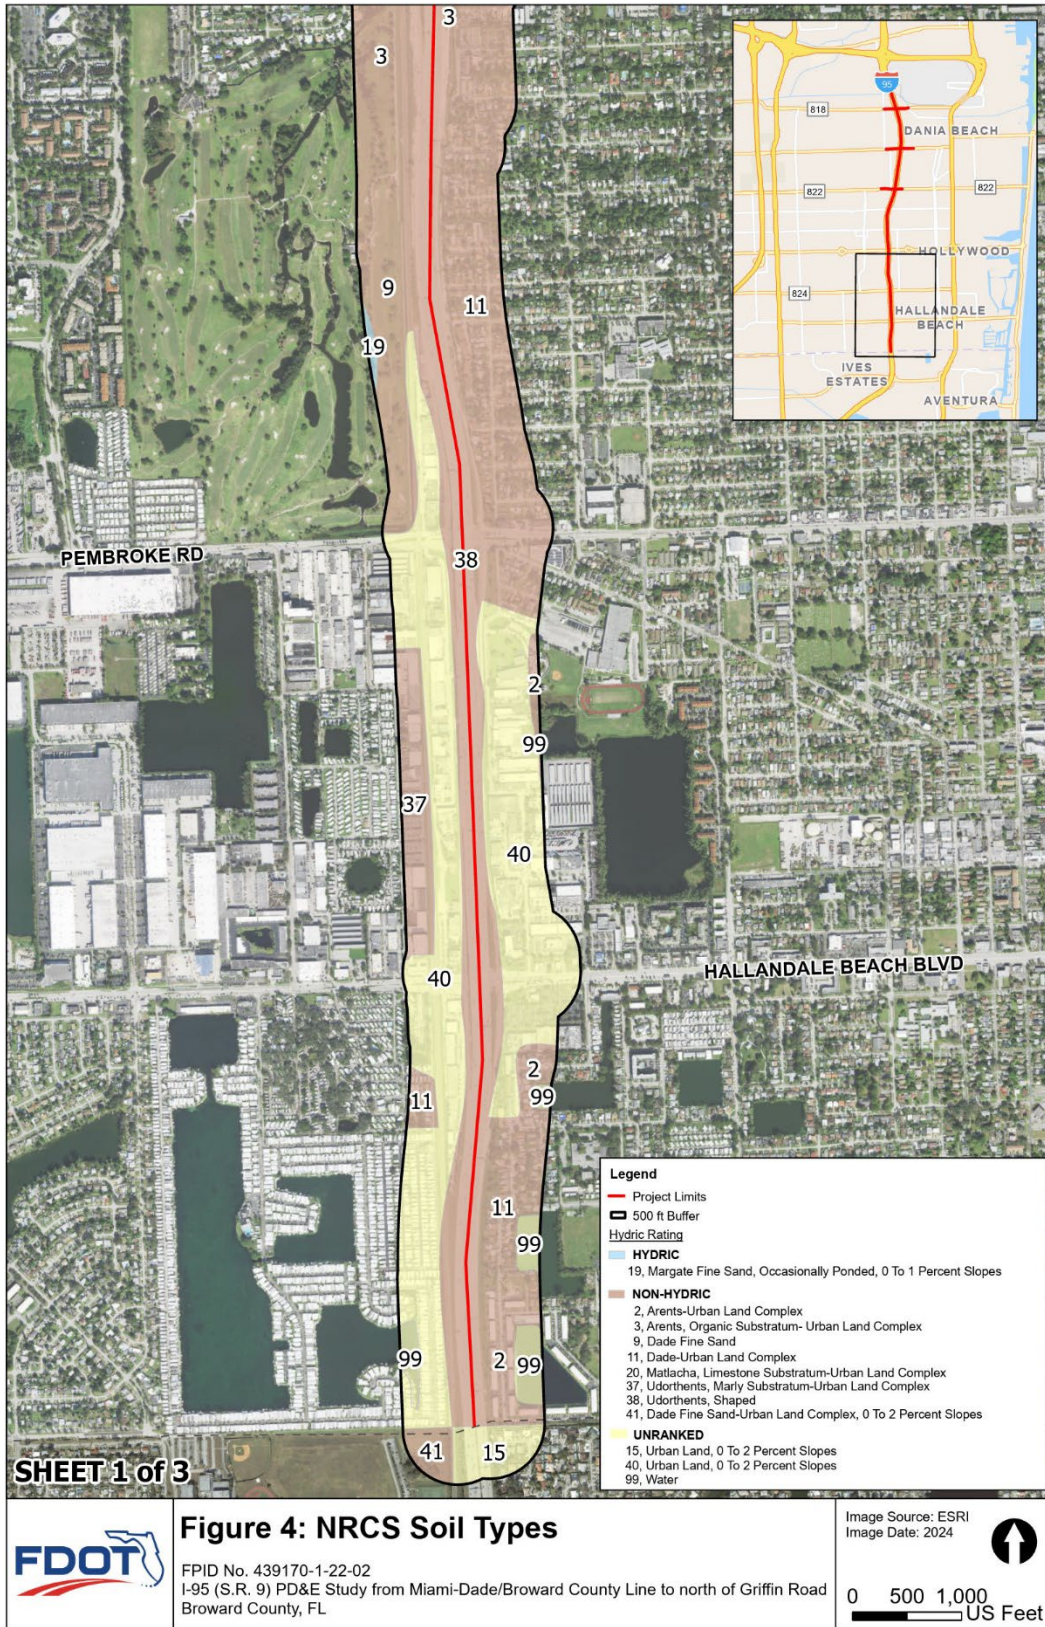 3
3
95
818
DANIA BEACH
822
822
HOLLYWOOD
824
HALLANDALE
BEACH
IVES
ESTATES
AVENTURA
9
11
19
PEMBROKE RD
38
2
99
37
40
40
HALLANDALE BEACH BLVD
2
99
11
11
99
99
2
99
41
15
Legend
Project Limits
500 ft Buffer
Hydric Rating
HYDRIC
19, Margate Fine Sand, Occasionally Ponded, 0 To 1 Percent Slopes
NON-HYDRIC
2, Arents-Urban Land Complex
3, Arents, Organic Substratum- Urban Land Complex
9, Dade Fine Sand
11, Dade-Urban Land Complex
20, Matlacha, Limestone Substratum-Urban Land Complex
37, Udorthents, Marly Substratum-Urban Land Complex
38, Udorthents, Shaped
41, Dade Fine Sand-Urban Land Complex, 0 To 2 Percent Slopes
UNRANKED
15, Urban Land, 0 To 2 Percent Slopes
40, Urban Land, 0 To 2 Percent Slopes
99, Water
SHEET 1 of 3
FDOT
Figure 4: NRCS Soil Types
FPID No. 439170-1-22-02
I-95 (S.R. 9) PD&E Study from Miami-Dade/Broward County Line to north of Griffin Road
Broward County, FL
Image Source: ESRI
Image Date: 2024
0 500 1,000
US Feet